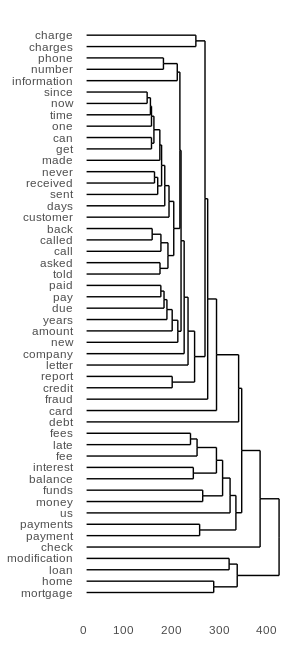 charge
charges
phone
number
information
since
now
time
one
can
get
made
never
received
sent
days
customer
back
called
call
asked
told
paid
pay
due
years
amount
new
company
letter
report
credit
fraud
card
debt
fees
late
fee
interest
balance
funds
money
us
payments
payment
check
modification
loan
home
mortgage
0 100 200 300 400